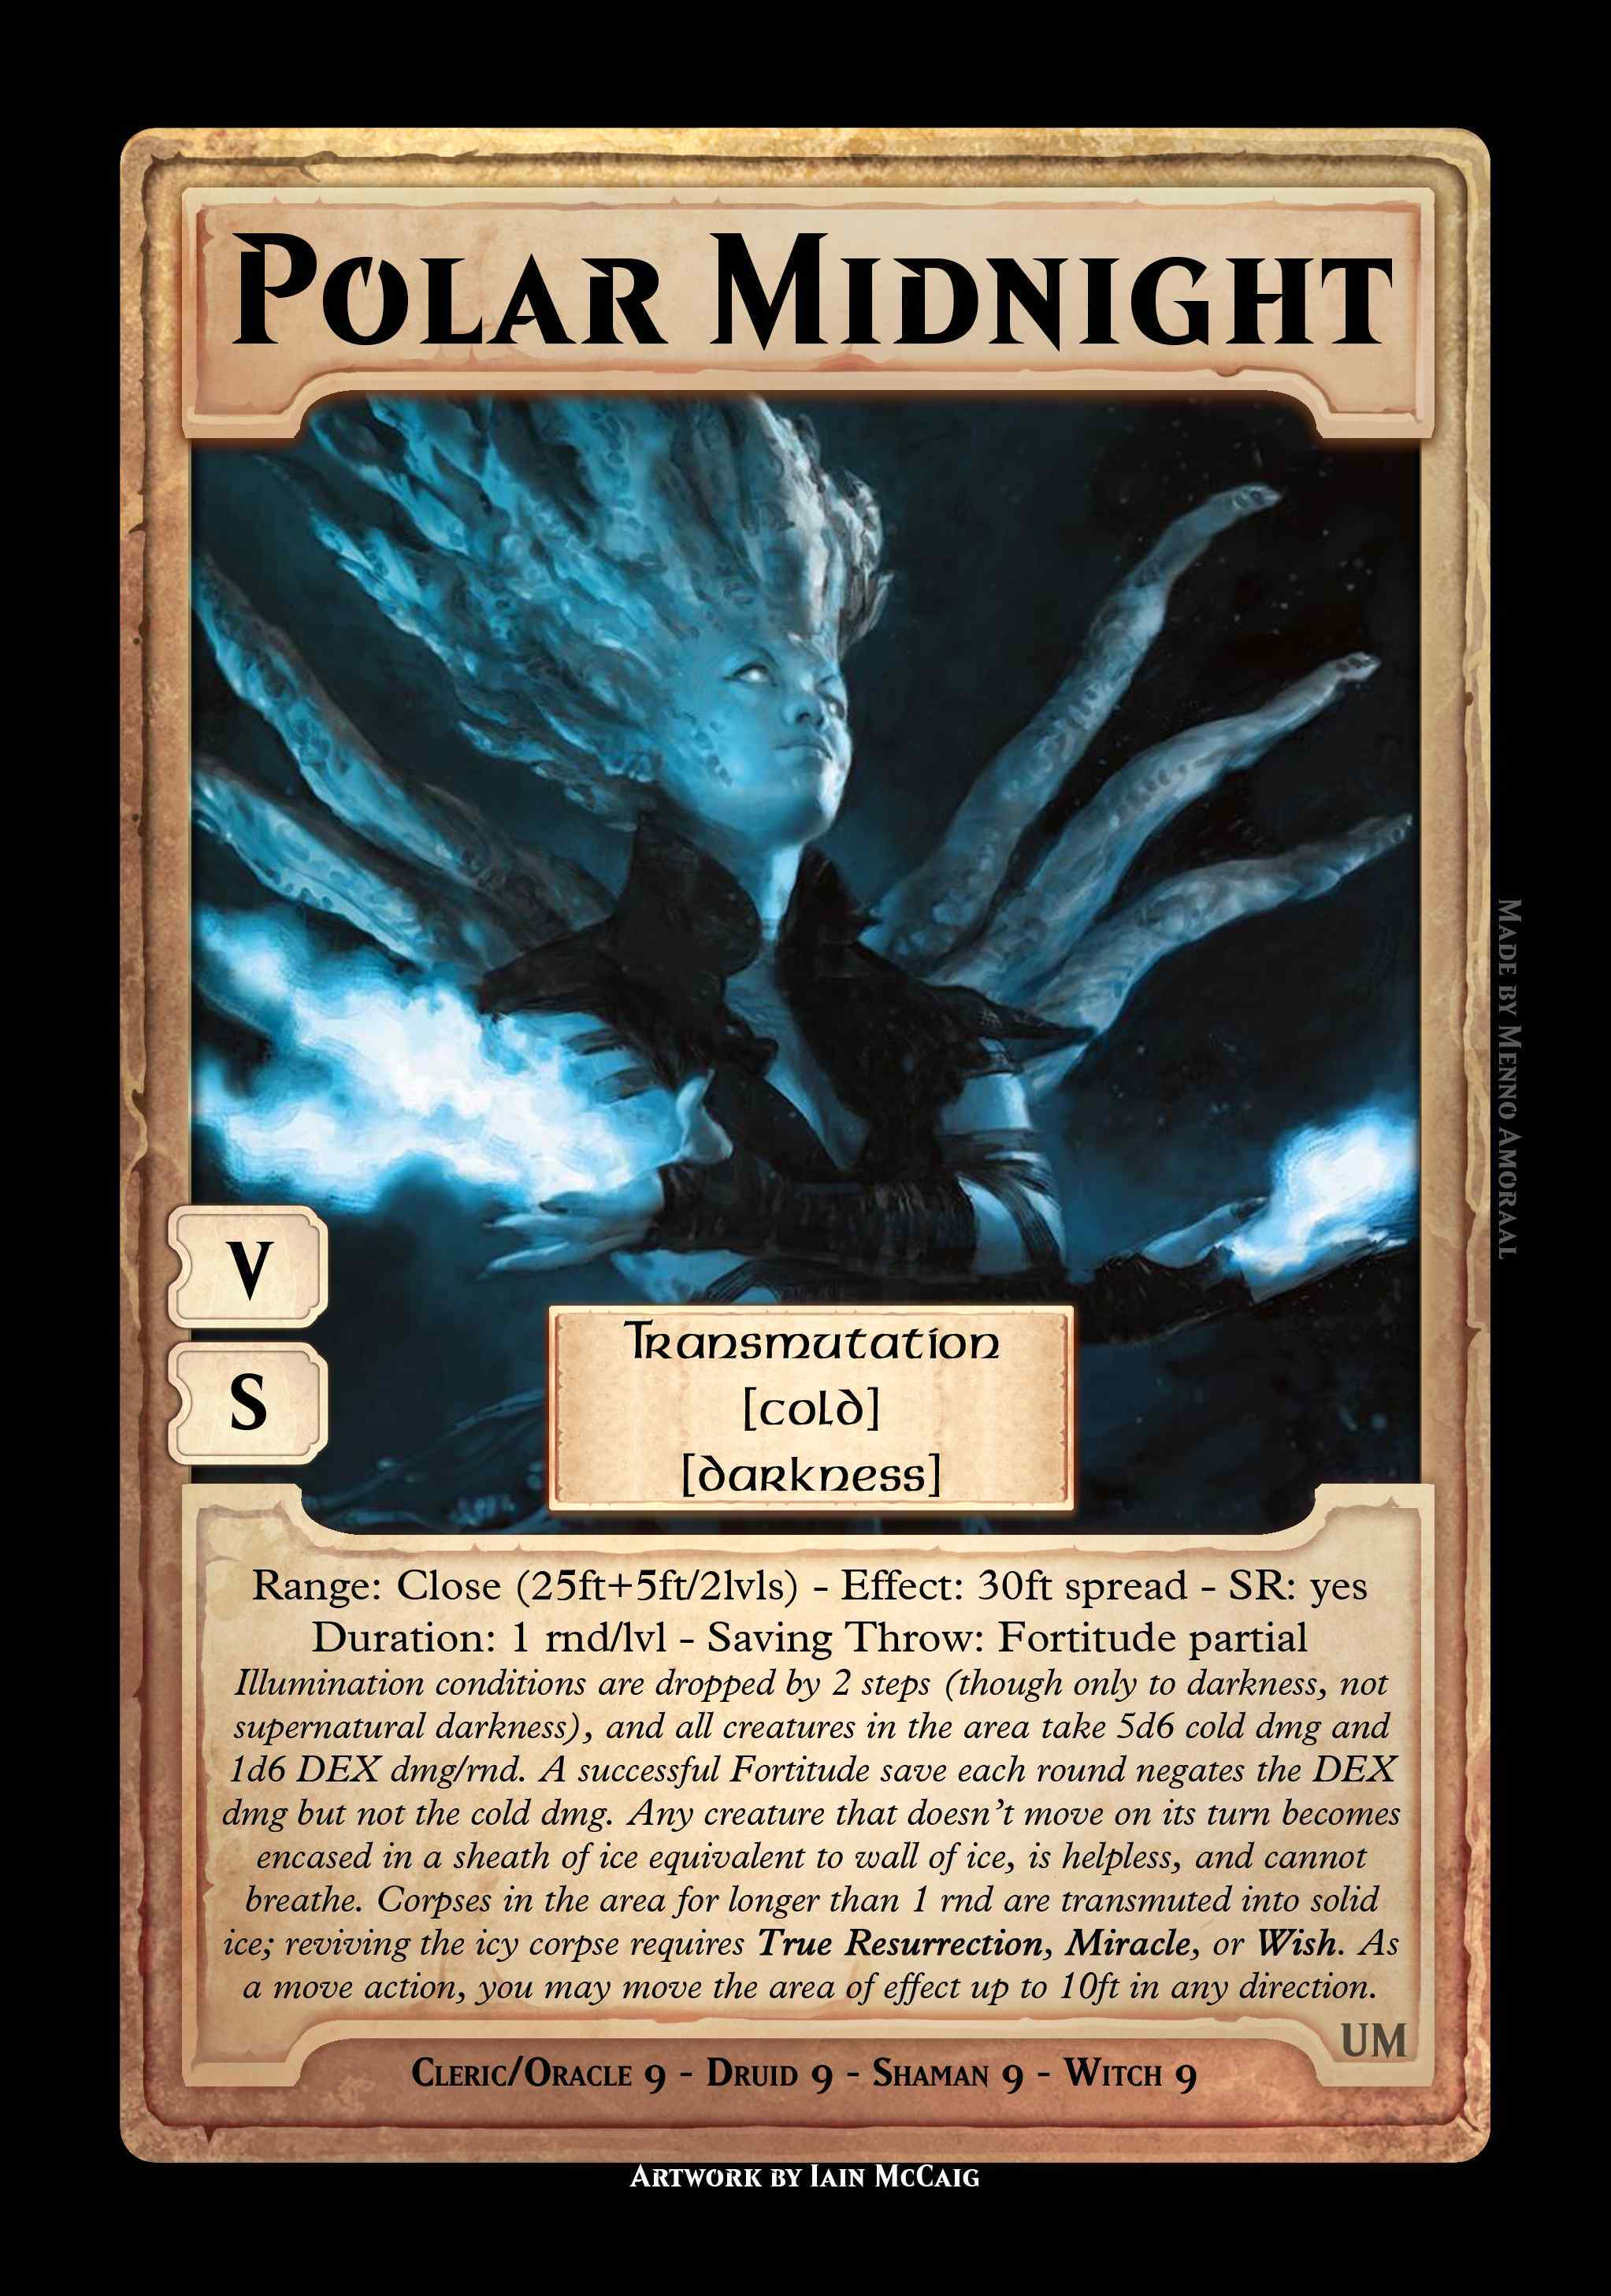 Polar Midnight
V
S
Transmutation
[cold]
[darkness]
Range: Close (25ft+5ft/2lvls) - Effect: 30ft spread - SR: yes
Duration: 1 rnd/lvl - Saving Throw: Fortitude partial
Illumination conditions are dropped by 2 steps (though only to darkness, not
supernatural darkness), and all creatures in the area take 5d6 cold dmg and
1d6 DEX dmg/rnd. A successful Fortitude save each round negates the DEX
dmg but not the cold dmg. Any creature that doesn't move on its turn becomes
encased in a sheath of ice equivalent to wall of ice, is helpless, and cannot
breathe. Corpses in the area for longer than 1 rnd are transmuted into solid
ice; reviving the icy corpse requires True Resurrection, Miracle, or Wish. As
a move action, you may move the area of effect up to 10ft in any direction.
UM
Cleric/Oracle 9 - Druid 9 - Shaman 9 - Witch 9
Artwork by Iain McCaig
Made by Menno Amoraal